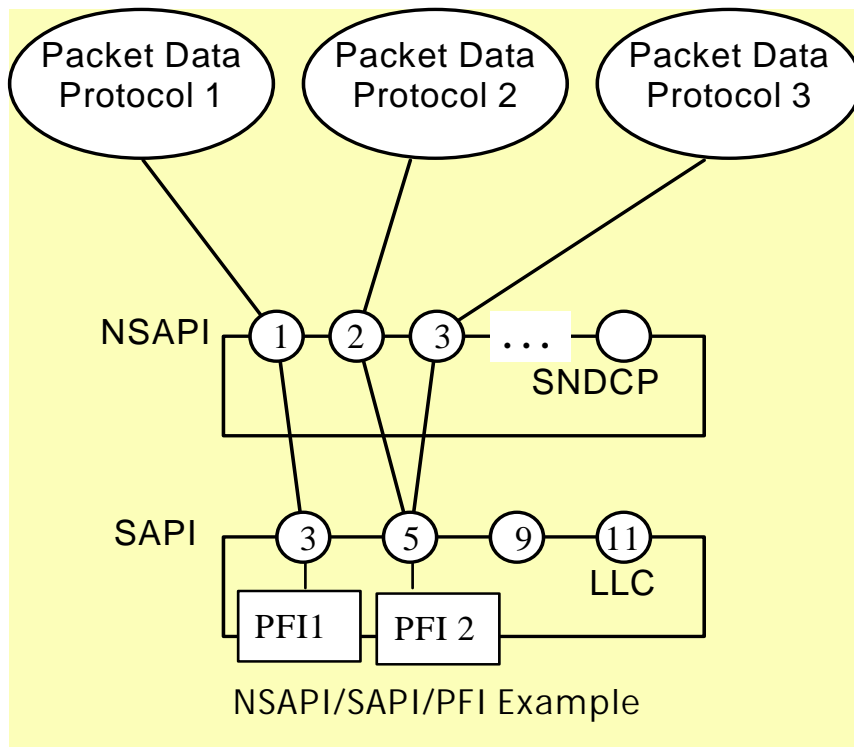 Packet Data
Protocol 1
Packet Data
Protocol 2
Packet Data
Protocol 3
NSAPI
1
2
3
...
SNDCP
SAPI
3
5
9
11
LLC
PFI1
PFI 2
NSAPI/SAPI/PFI Example